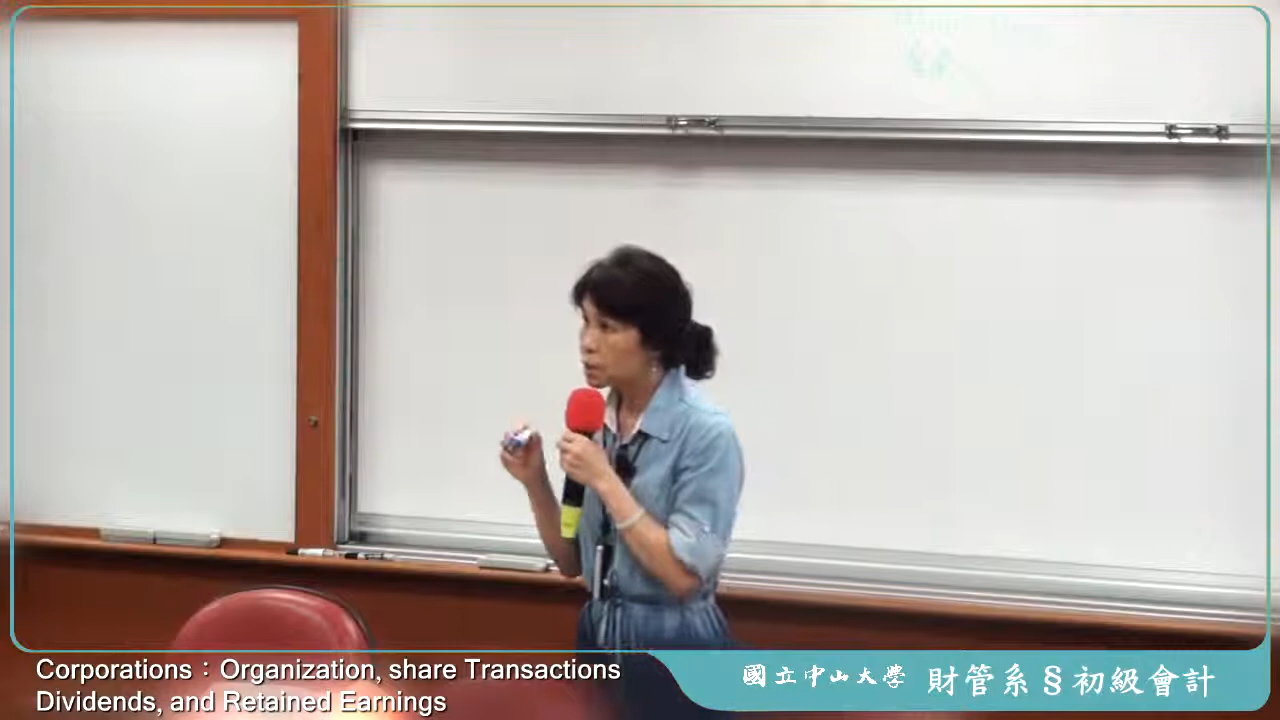 Corporations：Organization, share Transactions
Dividends, and Retained Earnings
國立中山大學 財管系§初級會計